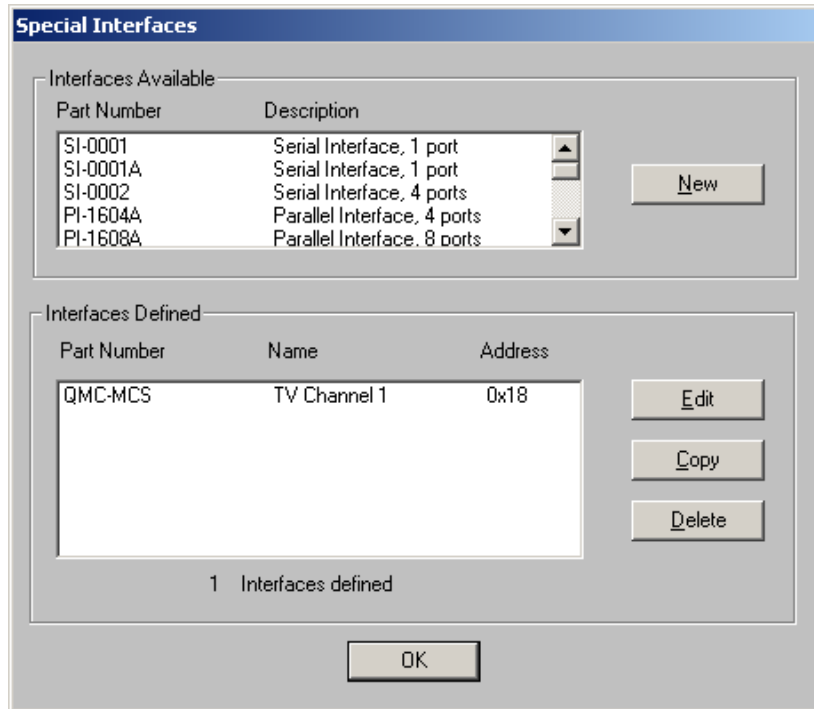 Special Interfaces
Interfaces Available
Part Number Description
SI-0001 Serial Interface, 1 port
SI-0001A Serial Interface, 1 port
SI-0002 Serial Interface, 4 ports
PI-1604A Parallel Interface, 4 ports
PI-1608A Parallel Interface, 8 ports
New
Interfaces Defined
Part Number Name Address
QMC-MCS TV Channel 1 0x18
Edit
Copy
Delete
1 Interfaces defined
OK